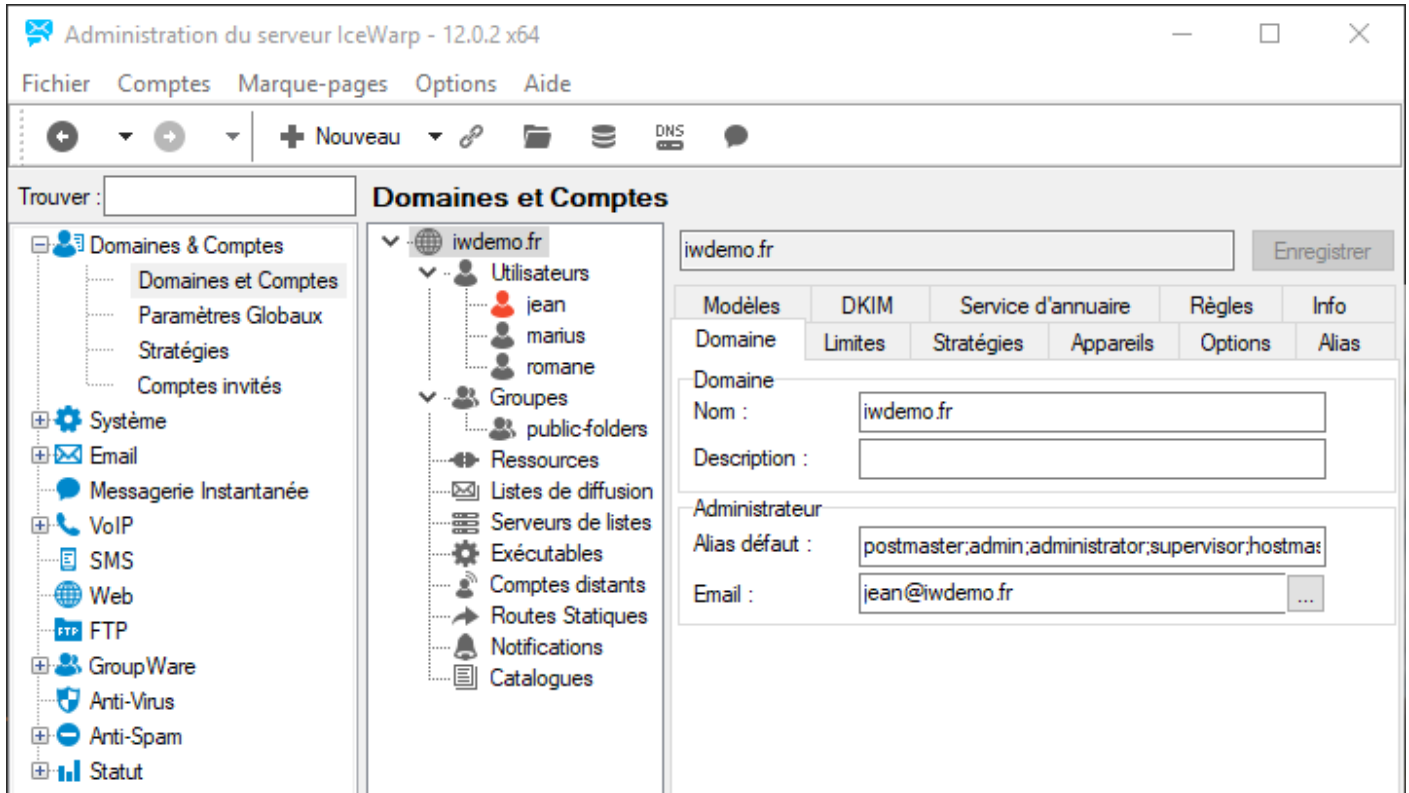 Administration du serveur IceWarp - 12.0.2 x64
Fichier Comptes Marque-pages Options Aide
Nouveau DNS
Trouver :
Domaines & Comptes
Domaines et Comptes
Paramètres Globaux
Stratégies
Comptes invités
Système
Email
Messagerie Instantanée
VoIP
SMS
Web
FTP FTP
GroupWare
Anti-Virus
Anti-Spam
Statut
Domaines et Comptes
iwdemo.fr
Utilisateurs
jean
marius
romane
Groupes
public-folders
Ressources
Listes de diffusion
Serveurs de listes
Exécutables
Comptes distants
Routes Statiques
Notifications
Catalogues
iwdemo.fr Enregistrer
Modèles DKIM Service d'annuaire Règles Info
Domaine Limites Stratégies Appareils Options Alias
Domaine
Nom : iwdemo.fr
Description :
Administrateur
Alias défaut : postmaster;admin;administrator;supervisor;hostmas
Email : jean@iwdemo.fr ...